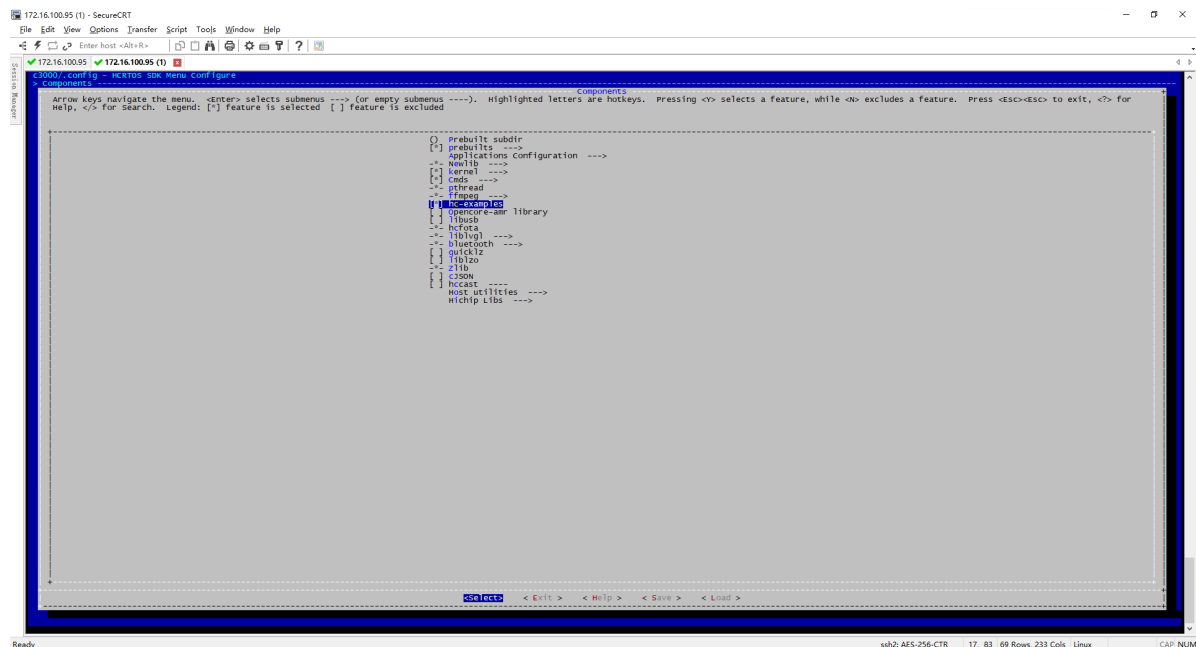 172.16.100.95 (1) - SecureCRT
File Edit View Options Transfer Script Tools Window Help
Enter host <Alt+R>
172.16.100.95 172.16.100.95 (1)
Session Manager
c3000/.config - HCRTOS SDK Menu Configure
> Components
Components
Arrow keys navigate the menu. <Enter> selects submenus ---> (or empty submenus ----). Highlighted letters are hotkeys. Pressing <Y> selects a feature, while <N> excludes a feature. Press <Esc><Esc> to exit, <?> for
Help, </> for Search. Legend: [*] feature is selected [ ] feature is excluded
() Prebuilt subdir
[*] prebuilts --->
Applications Configuration --->
-*- Newlib --->
[*] kernel --->
[*] Cmds --->
-*- pthread
-*- ffmpeg --->
[*] hc-examples
[ ] Opencore-amr library
[ ] libusb
-*- hcfota
-*- liblvgl --->
-*- bluetooth --->
[ ] quicklz
[ ] liblzo
-*- zlib
[ ] cJSON
[ ] hccast ----
Host utilities --->
Hichip Libs --->
<Select> < Exit > < Help > < Save > < Load >
Ready ssh2: AES-256-CTR 17, 83 69 Rows, 233 Cols Linux CAP NUM